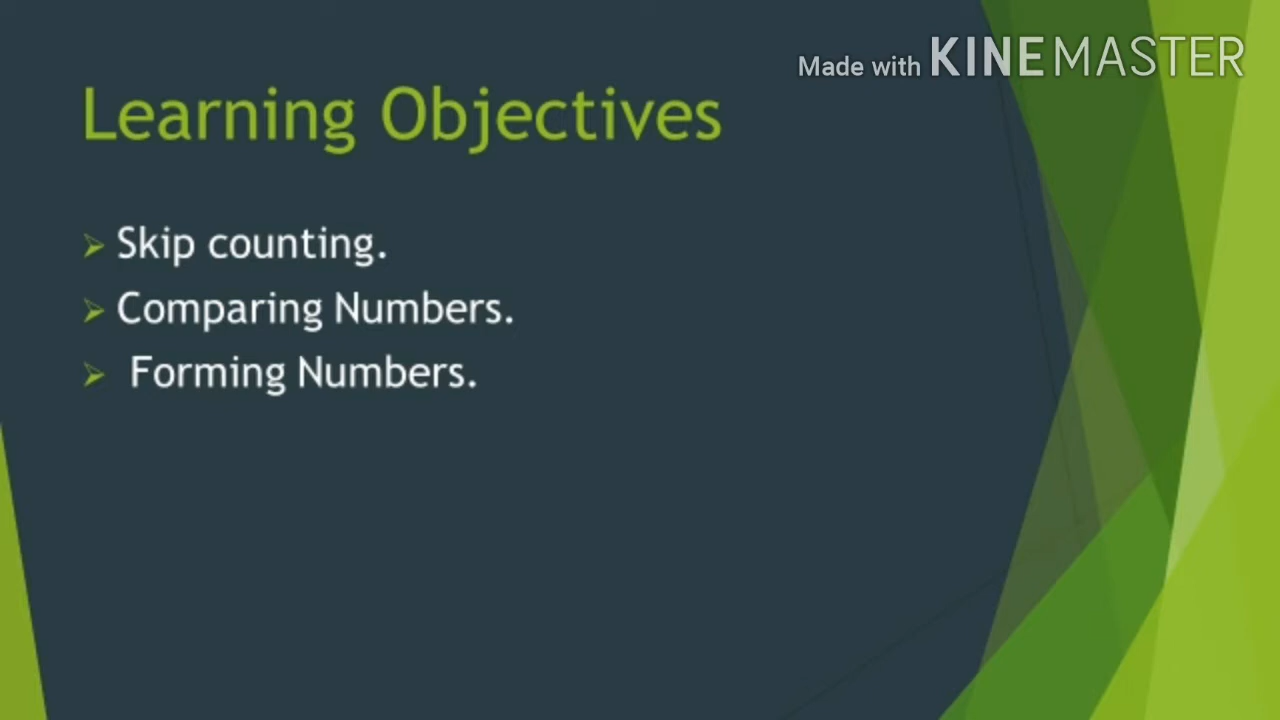 Made with KINEMASTER
Learning Objectives
Skip counting.
Comparing Numbers.
Forming Numbers.